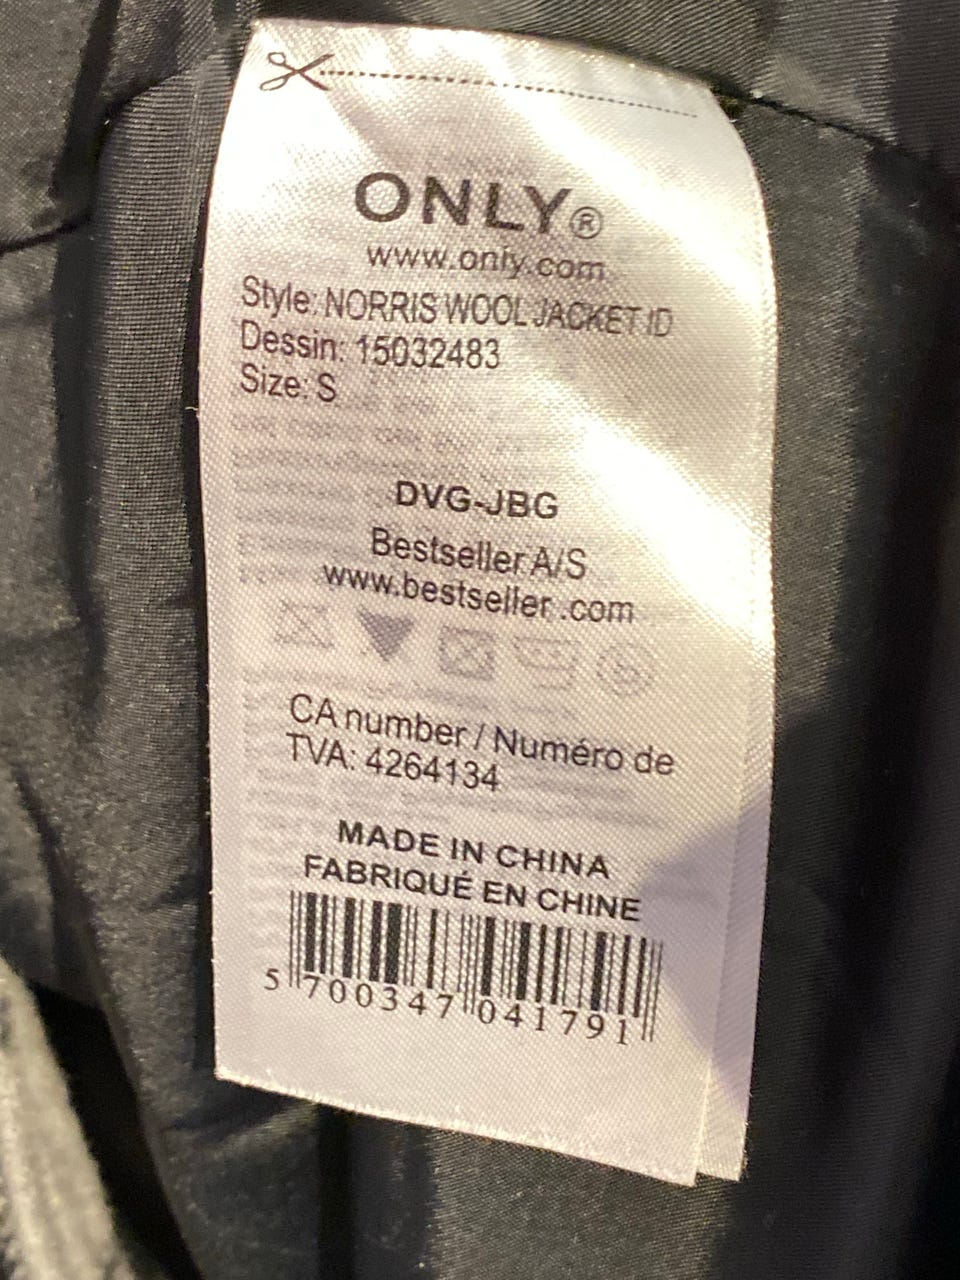 ONLY®
www.only.com
Style: NORRIS WOOL JACKET ID
Dessin: 15032483
Size: S
DVG-JBG
Bestseller A/S
www.bestseller.com
CA number / Numéro de
TVA: 4264134
MADE IN CHINA
FABRIQUÉ EN CHINE
5 700347 041791